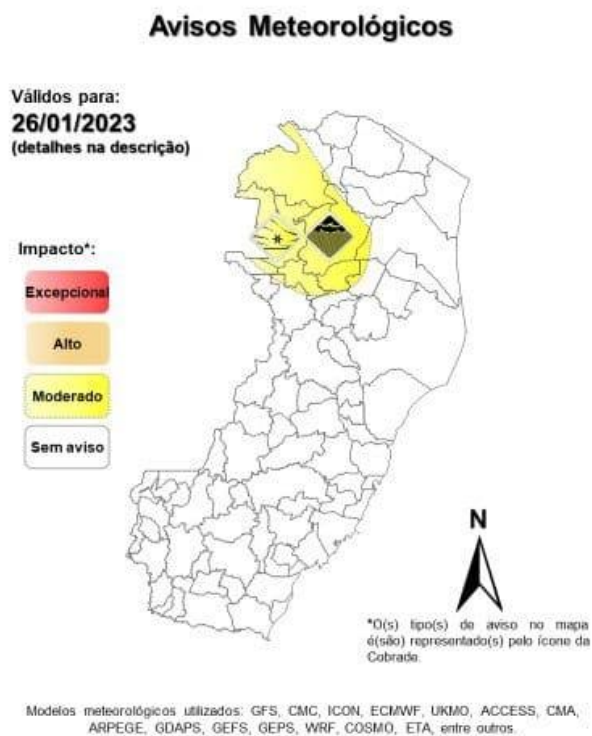 Avisos Meteorológicos
Válidos para:
26/01/2023
(detalhes na descrição)
Impacto*:
Excepcional
Alto
Moderado
Sem aviso
N
*O(s) tipo(s) de aviso no mapa
é(são) representado(s) pelo ícone da
Cobrade.
Modelos meteorológicos utilizados: GFS, CMC, ICON, ECMWF, UKMO, ACCESS, CMA,
ARPEGE, GDAPS, GEFS, GEPS, WRF, COSMO, ETA, entre outros.